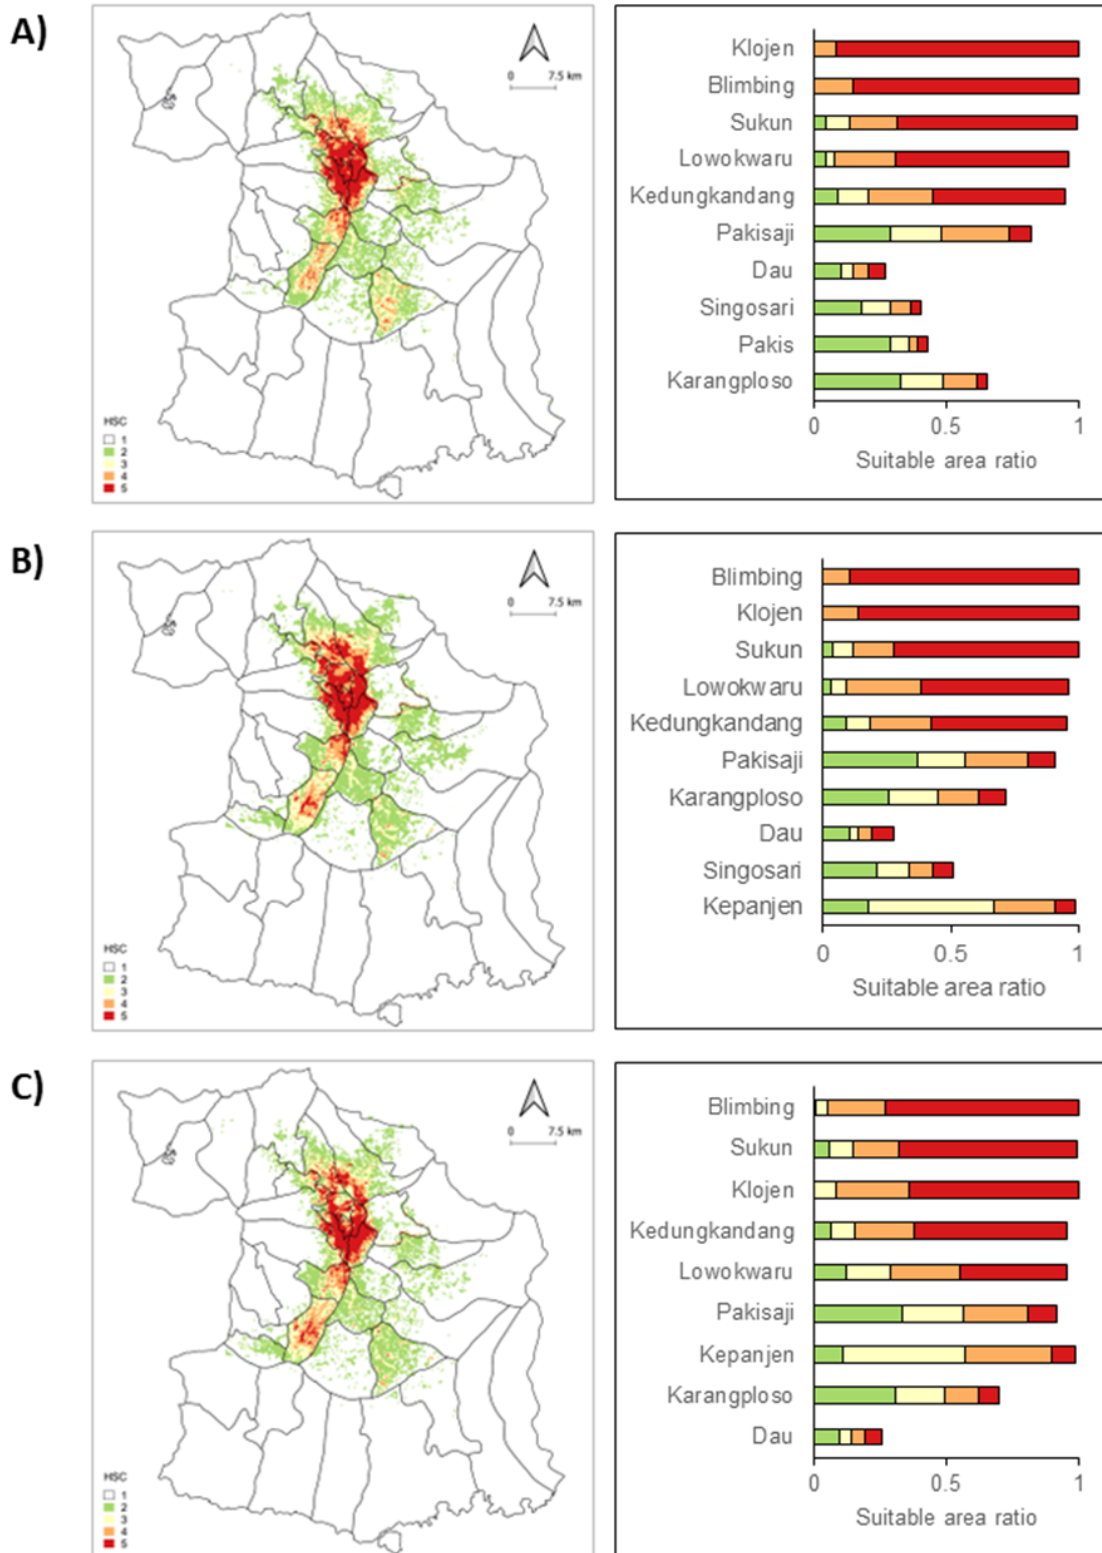 A)
0 7.5 km
HSC
1
2
3
4
5
Klojen
Blimbing
Sukun
Lowokwaru
Kedungkandang
Pakisaji
Dau
Singosari
Pakis
Karangploso
0 0.5 1
Suitable area ratio
B)
0 7.5 km
HSC
1
2
3
4
5
Blimbing
Klojen
Sukun
Lowokwaru
Kedungkandang
Pakisaji
Karangploso
Dau
Singosari
Kepanjen
0 0.5 1
Suitable area ratio
C)
0 7.5 km
HSC
1
2
3
4
5
Blimbing
Sukun
Klojen
Kedungkandang
Lowokwaru
Pakisaji
Kepanjen
Karangploso
Dau
0 0.5 1
Suitable area ratio